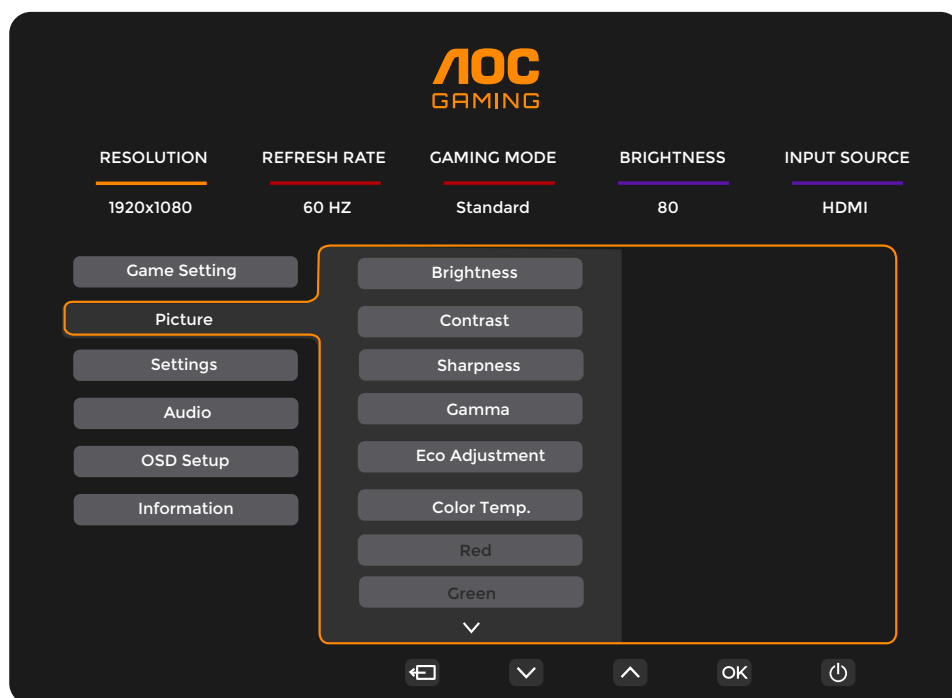 AOC
GAMING
RESOLUTION REFRESH RATE GAMING MODE BRIGHTNESS INPUT SOURCE
1920x1080 60 HZ Standard 80 HDMI
Game Setting
Picture
Settings
Audio
OSD Setup
Information
Brightness
Contrast
Sharpness
Gamma
Eco Adjustment
Color Temp.
Red
Green
OK